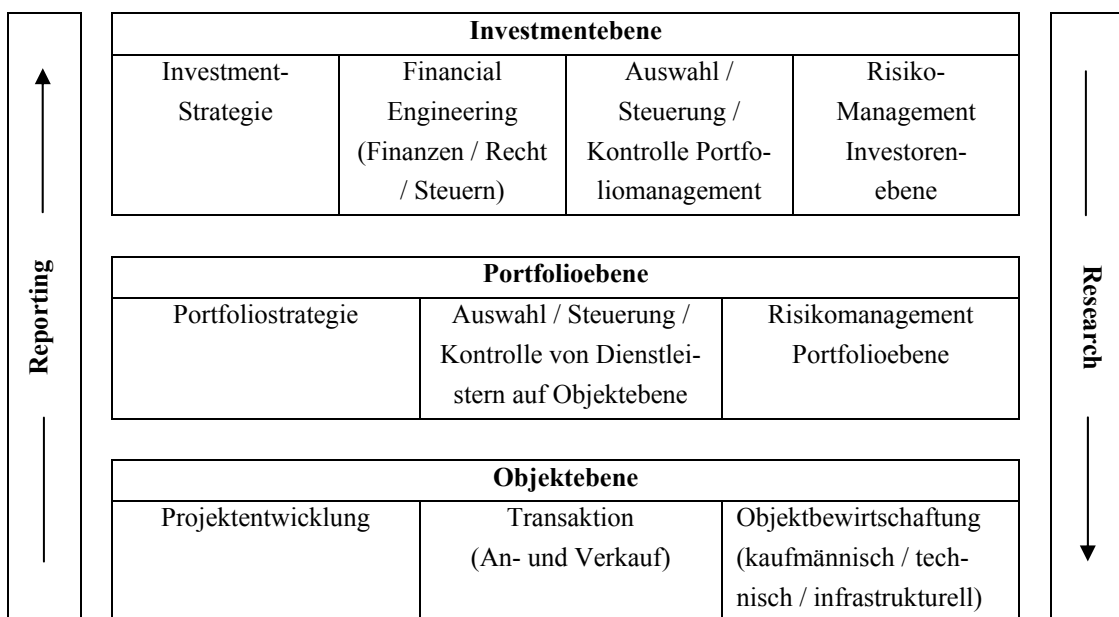 Reporting
Investmentebene
Investment-
Strategie
Financial
Engineering
(Finanzen / Recht
/ Steuern)
Auswahl /
Steuerung /
Kontrolle Portfo-
liomanagement
Risiko-
Management
Investoren-
ebene
Portfolioebene
Portfoliostrategie
Auswahl / Steuerung /
Kontrolle von Dienstlei-
stern auf Objektebene
Risikomanagement
Portfolioebene
Objektebene
Projektentwicklung
Transaktion
(An- und Verkauf)
Objektbewirtschaftung
(kaufmännisch / tech-
nisch / infrastrukturell)
Research